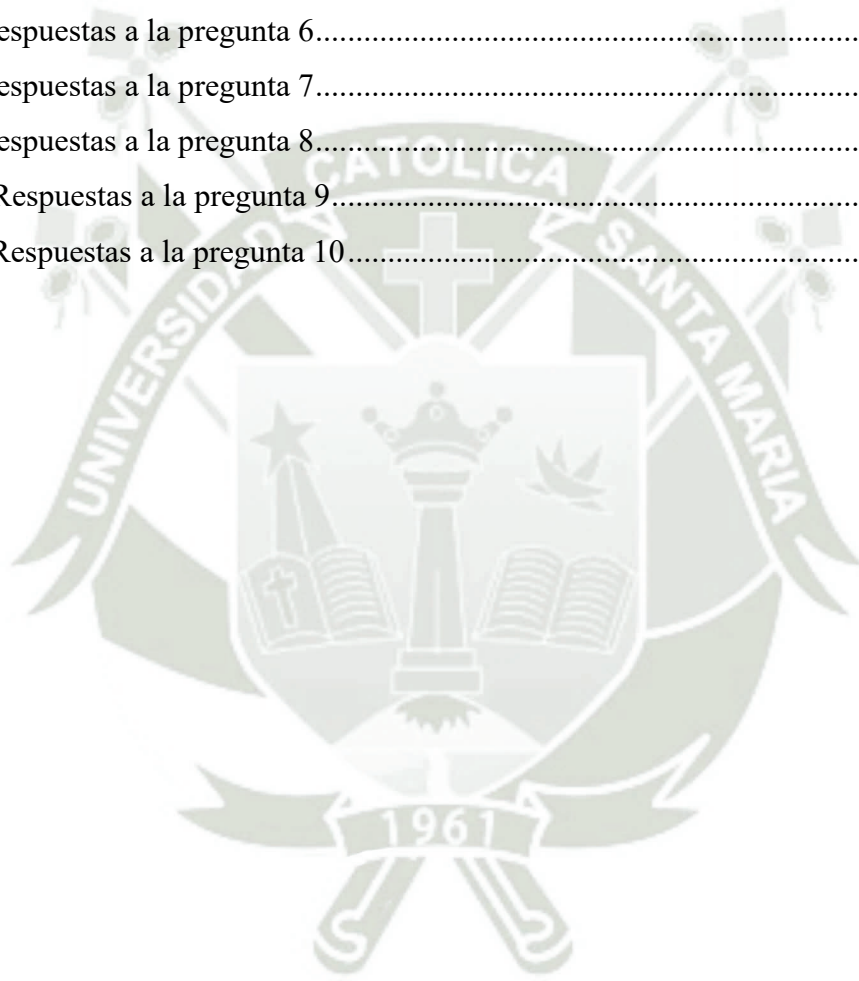 espuestas a la pregunta 6
espuestas a la pregunta 7
espuestas a la pregunta 8
Respuestas a la pregunta 9
Respuestas a la pregunta 10
UNIVERSIDAD CATOLICA SANTA MARIA
1961